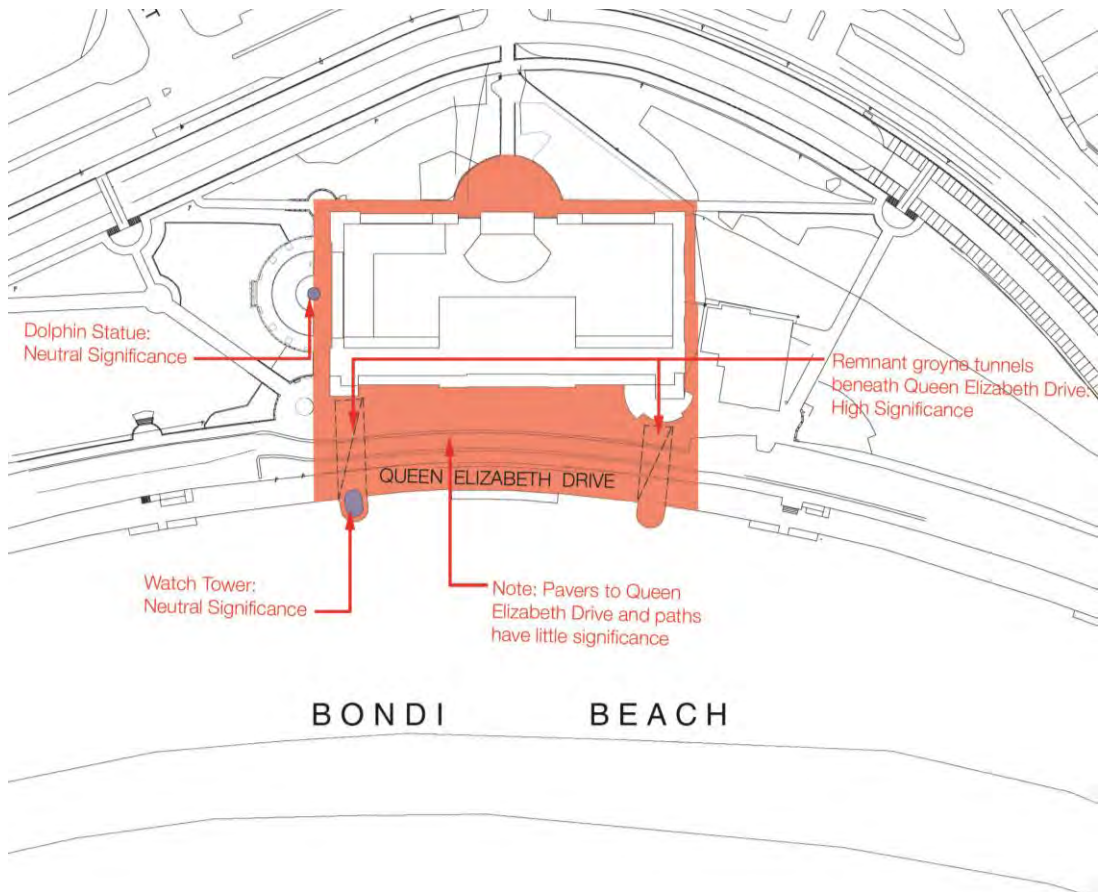 Dolphin Statue:
Neutral Significance
Remnant groyne tunnels
beneath Queen Elizabeth Drive:
High Significance
QUEEN ELIZABETH DRIVE
Watch Tower:
Neutral Significance
Note: Pavers to Queen
Elizabeth Drive and paths
have little significance
BONDI BEACH